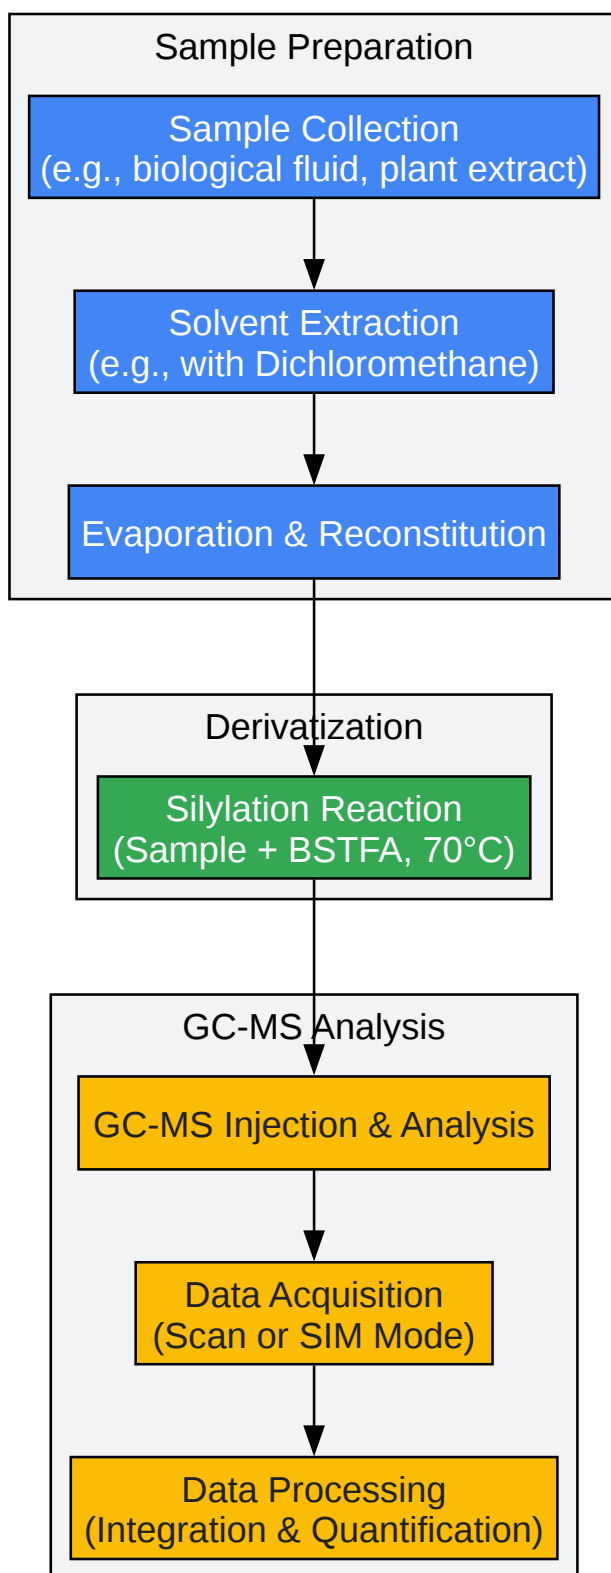 Sample Preparation
Sample Collection
(e.g., biological fluid, plant extract)
Solvent Extraction
(e.g., with Dichloromethane)
Evaporation & Reconstitution
Derivatization
Silylation Reaction
(Sample + BSTFA, 70°C)
GC-MS Analysis
GC-MS Injection & Analysis
Data Acquisition
(Scan or SIM Mode)
Data Processing
(Integration & Quantification)